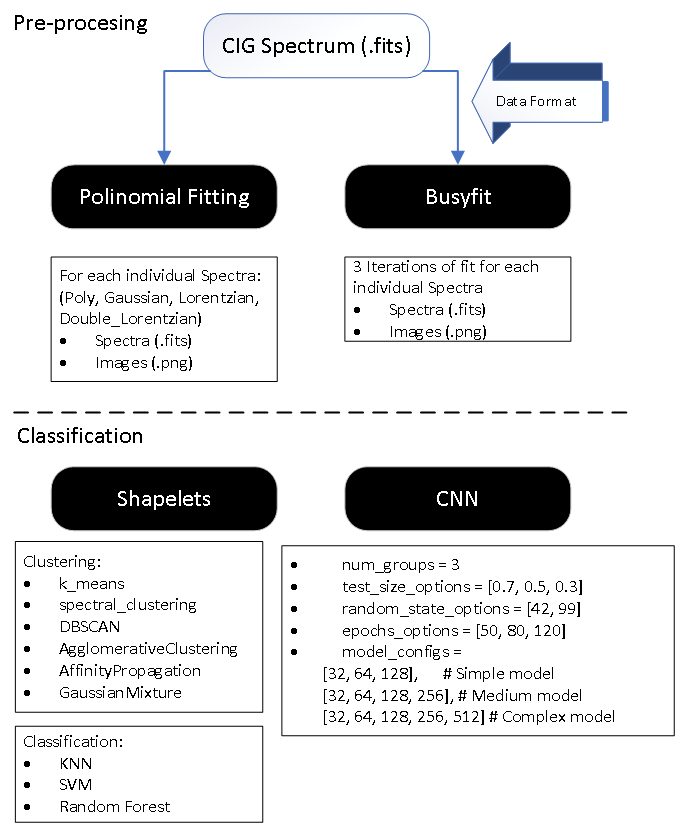 Pre-procesing
CIG Spectrum (.fits)
Data Format
Polinomial Fitting
Busyfit
For each individual Spectra:
(Poly, Gaussian, Lorentzian,
Double_Lorentzian)
• Spectra (.fits)
• Images (.png)
3 Iterations of fit for each
individual Spectra
• Spectra (.fits)
• Images (.png)
Classification
Shapelets
CNN
Clustering:
• k_means
• spectral_clustering
• DBSCAN
• AgglomerativeClustering
• AffinityPropagation
• GaussianMixture
Classification:
• KNN
• SVM
• Random Forest
• num_groups = 3
• test_size_options = [0.7, 0.5, 0.3]
• random_state_options = [42, 99]
• epochs_options = [50, 80, 120]
• model_configs =
[32, 64, 128], # Simple model
[32, 64, 128, 256], # Medium model
[32, 64, 128, 256, 512] # Complex model